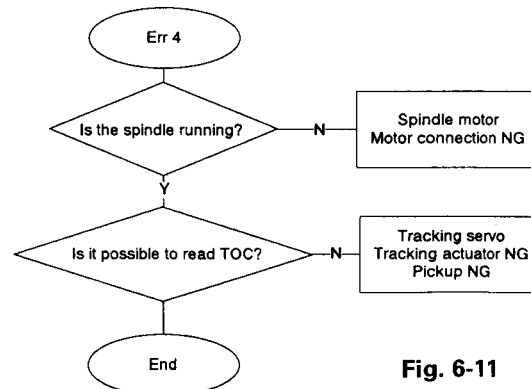 Err 4
Is the spindle running?
N
Spindle motor
Motor connection NG
Y
Is it possible to read TOC?
N
Tracking servo
Tracking actuator NG
Pickup NG
End
Fig. 6-11